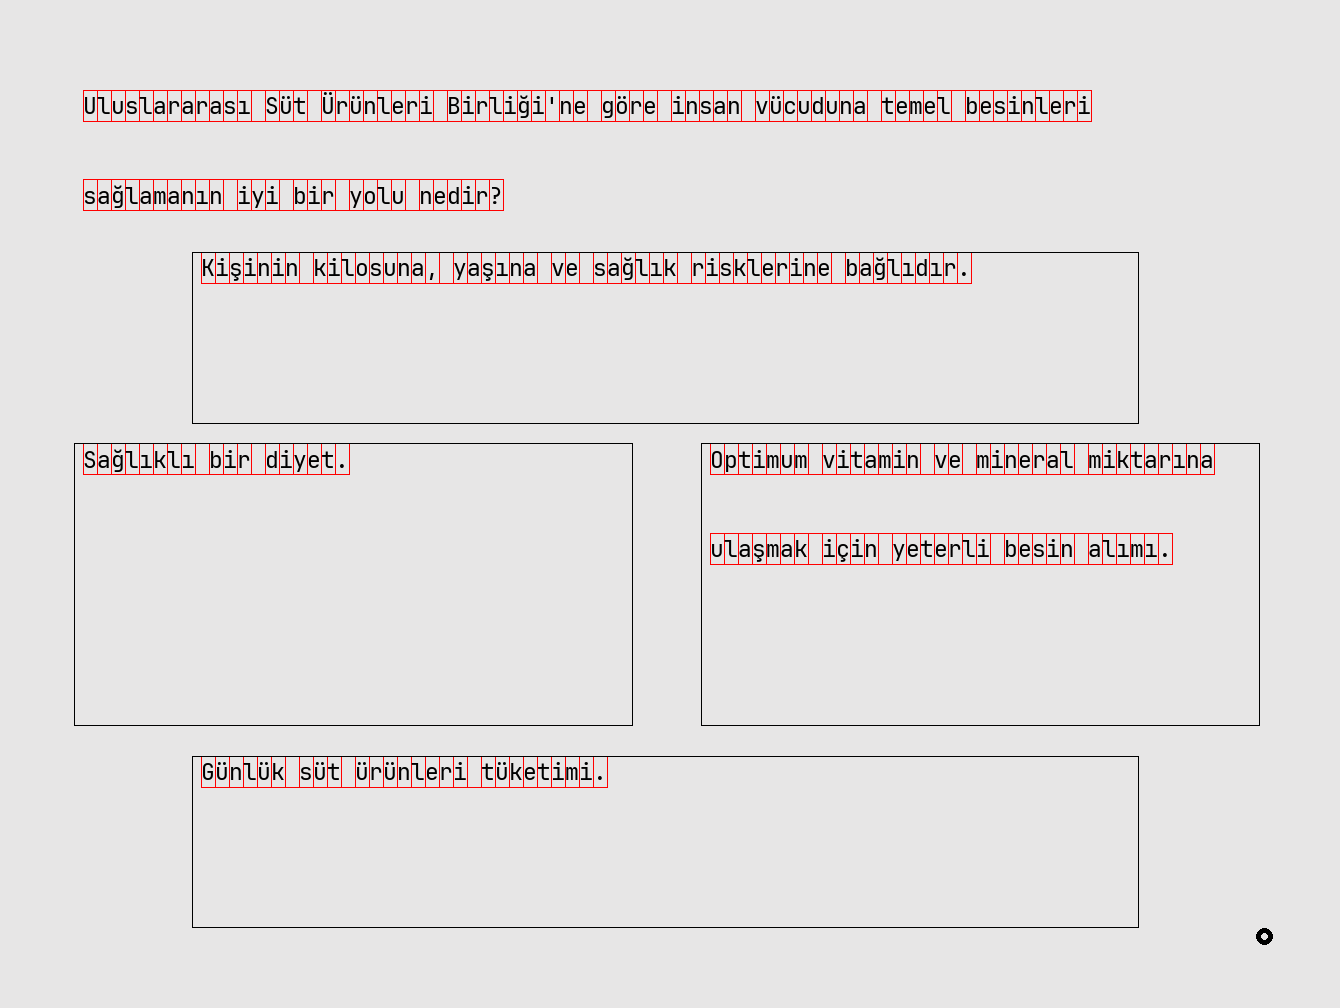 Uluslararası Süt Ürünleri Birliği'ne göre insan vücuduna temel besinleri
sağlamanın iyi bir yolu nedir?
Kişinin kilosuna, yaşına ve sağlık risklerine bağlıdır.
Sağlıklı bir diyet.
Optimum vitamin ve mineral miktarına
ulaşmak için yeterli besin alımı.
Günlük süt ürünleri tüketimi.